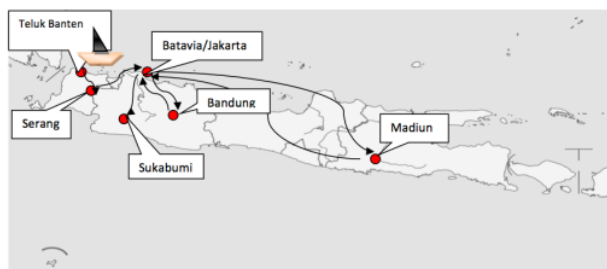 Teluk Banten
Batavia/Jakarta
Bandung
Serang
Madiun
Sukabumi